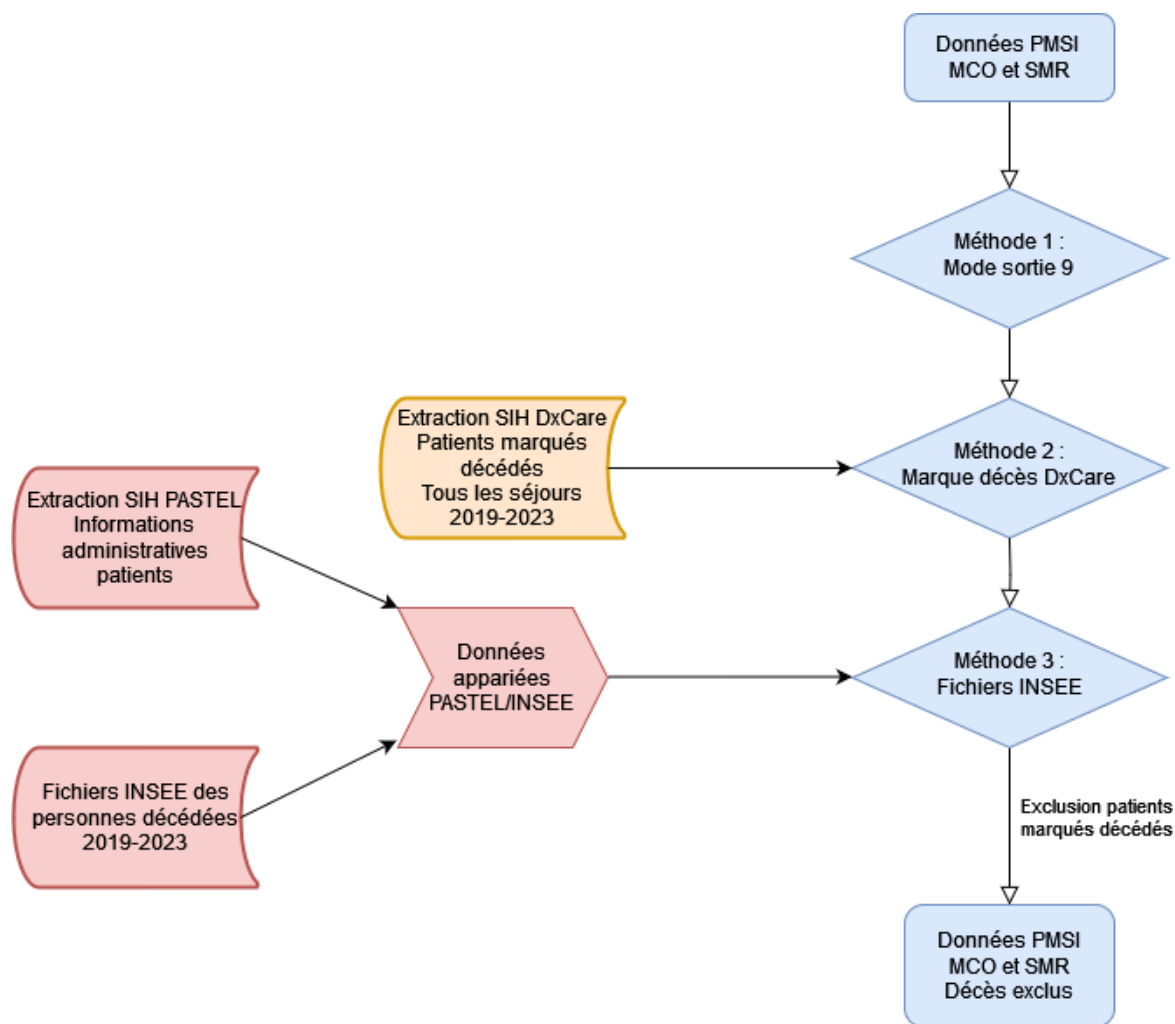 Données PMSI
MCO et SMR
Méthode 1 :
Mode sortie 9
Extraction SIH DxCare
Patients marqués
décédés
Tous les séjours
2019-2023
Méthode 2 :
Marque décès DxCare
Extraction SIH PASTEL
Informations
administratives
patients
Données
appariées
PASTEL/INSEE
Méthode 3 :
Fichiers INSEE
Fichiers INSEE des
personnes décédées
2019-2023
Exclusion patients
marqués décédés
Données PMSI
MCO et SMR
Décès exclus